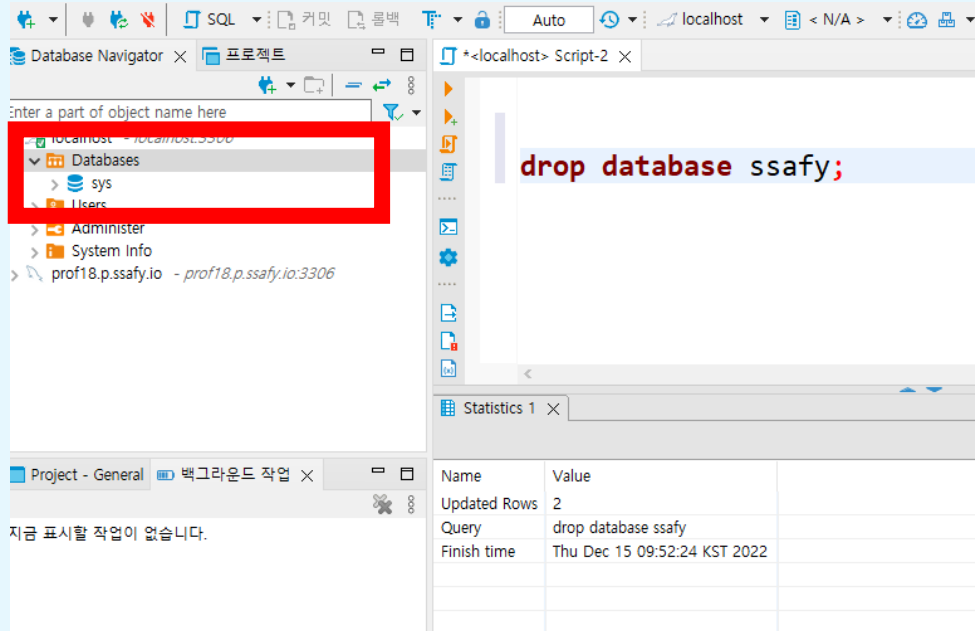 SQL 커밋 롤백 Auto localhost < N/A >
Database Navigator 프로젝트
*<localhost> Script-2
Enter a part of object name here
localhost - localhost:3306
Databases
sys
Users
Administer
System Info
prof18.p.ssafy.io - prof18.p.ssafy.io:3306
drop database ssafy;
Statistics 1
Name Value
Updated Rows 2
Query drop database ssafy
Finish time Thu Dec 15 09:52:24 KST 2022
Project - General 백그라운드 작업
지금 표시할 작업이 없습니다.